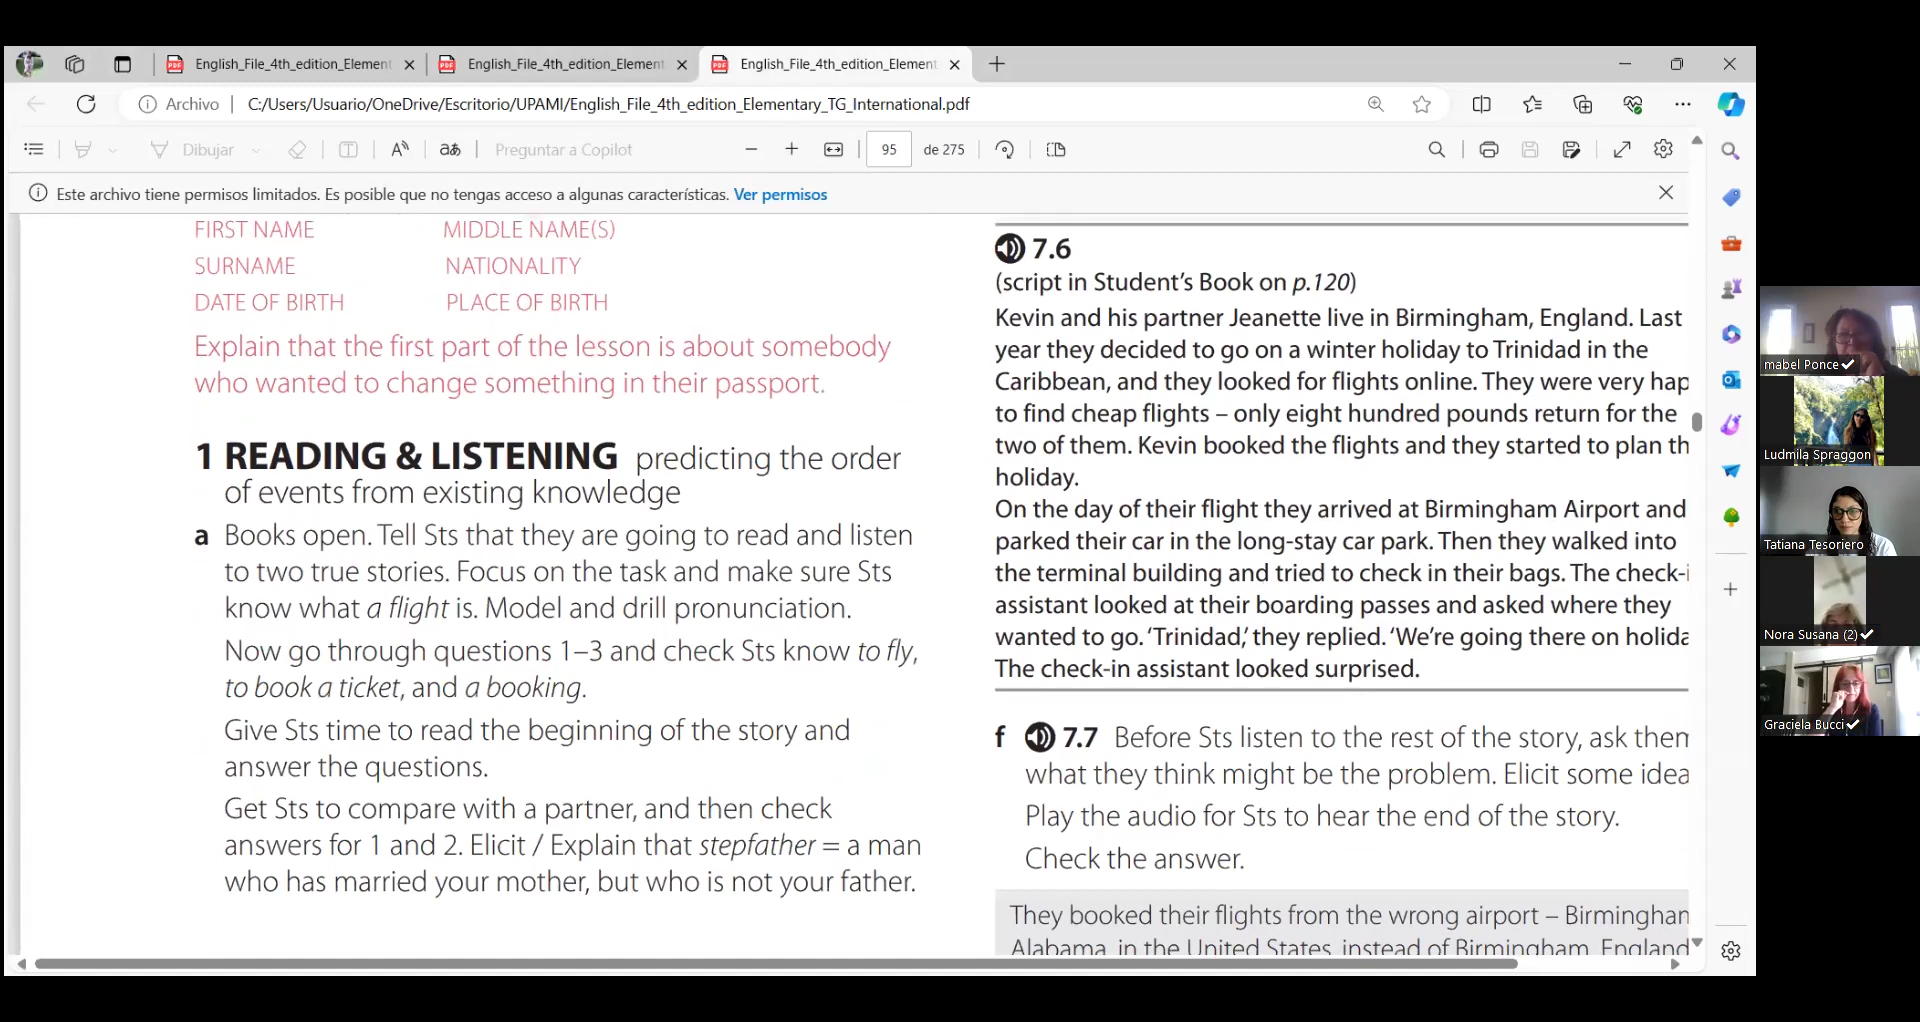 English_File_4th_edition_Element
English_File_4th_edition_Element
English_File_4th_edition_Element
Archivo
C:/Users/Usuario/OneDrive/Escritorio/UPAMI/English_File_4th_edition_Elementary_TG_International.pdf
Dibujar
aあ
Preguntar a Copilot
95
de 275
Este archivo tiene permisos limitados. Es posible que no tengas acceso a algunas características. Ver permisos
FIRST NAME
MIDDLE NAME(S)
SURNAME
NATIONALITY
DATE OF BIRTH
PLACE OF BIRTH
Explain that the first part of the lesson is about somebody
who wanted to change something in their passport.
1 READING & LISTENING predicting the order
of events from existing knowledge
a Books open. Tell Sts that they are going to read and listen
to two true stories. Focus on the task and make sure Sts
know what a flight is. Model and drill pronunciation.
Now go through questions 1–3 and check Sts know to fly,
to book a ticket, and a booking.
Give Sts time to read the beginning of the story and
answer the questions.
Get Sts to compare with a partner, and then check
answers for 1 and 2. Elicit / Explain that stepfather = a man
who has married your mother, but who is not your father.
7.6
(script in Student's Book on p.120)
Kevin and his partner Jeanette live in Birmingham, England. Last
year they decided to go on a winter holiday to Trinidad in the
Caribbean, and they looked for flights online. They were very hap
to find cheap flights – only eight hundred pounds return for the
two of them. Kevin booked the flights and they started to plan th
holiday.
On the day of their flight they arrived at Birmingham Airport and
parked their car in the long-stay car park. Then they walked into
the terminal building and tried to check in their bags. The check-i
assistant looked at their boarding passes and asked where they
wanted to go. 'Trinidad,' they replied. 'We're going there on holida
The check-in assistant looked surprised.
f 7.7 Before Sts listen to the rest of the story, ask them
what they think might be the problem. Elicit some idea
Play the audio for Sts to hear the end of the story.
Check the answer.
They booked their flights from the wrong airport – Birmingham
Alabama, in the United States, instead of Birmingham, England
mabel Ponce
Ludmila Spraggon
Tatiana Tesoriero
Nora Susana (2)
Graciela Bucci